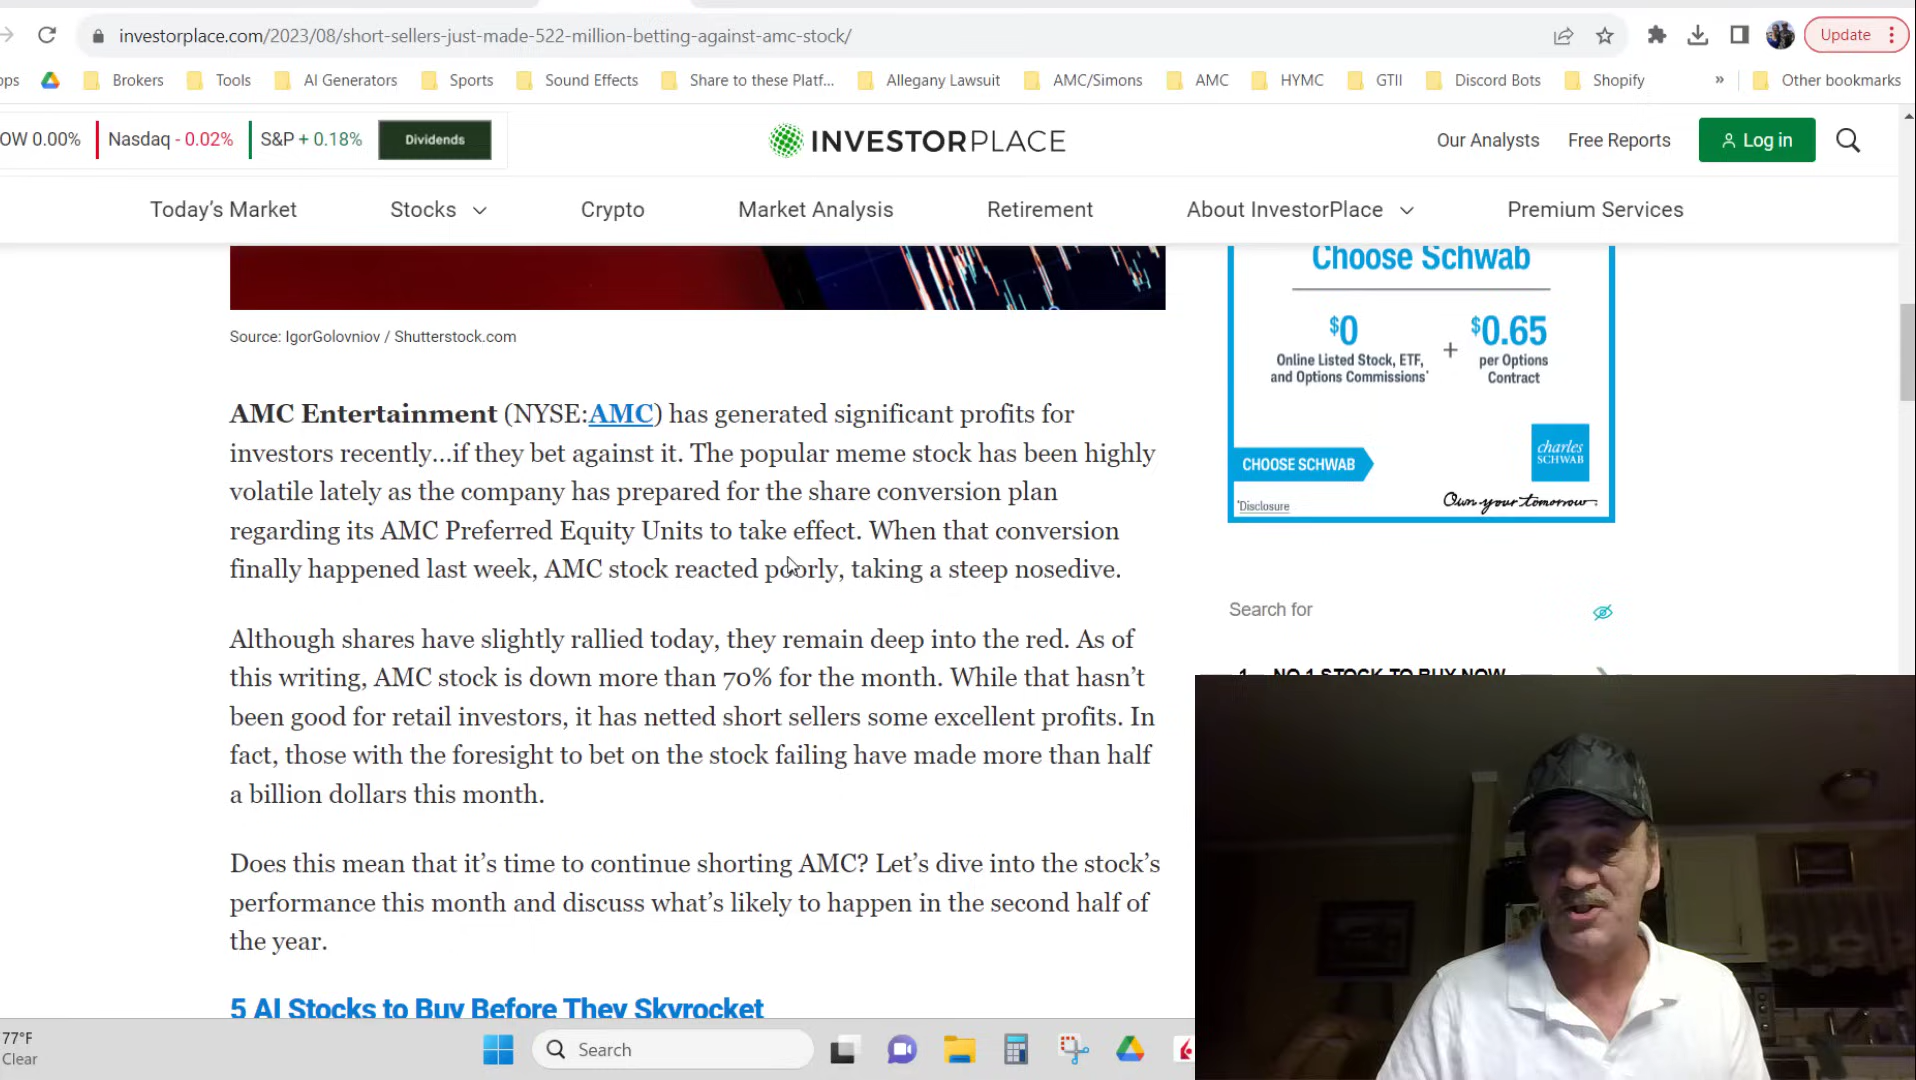 investorplace.com/2023/08/short-sellers-just-made-522-million-betting-against-amc-stock/
Update
Brokers
Tools
AI Generators
Sports
Sound Effects
Share to these Platf...
Allegany Lawsuit
AMC/Simons
AMC
HYMC
GTII
Discord Bots
Shopify
»
Other bookmarks
OW 0.00%
Nasdaq - 0.02%
S&P + 0.18%
Dividends
INVESTORPLACE
Our Analysts
Free Reports
Log in
Today's Market
Stocks
Crypto
Market Analysis
Retirement
About InvestorPlace
Premium Services
Choose Schwab
$0
Online Listed Stock, ETF,
and Options Commissions*
+
$0.65
per Options
Contract
CHOOSE SCHWAB
charles
SCHWAB
*Disclosure
Own your tomorrow.
Source: IgorGolovniov / Shutterstock.com
AMC Entertainment (NYSE:AMC) has generated significant profits for
investors recently…if they bet against it. The popular meme stock has been highly
volatile lately as the company has prepared for the share conversion plan
regarding its AMC Preferred Equity Units to take effect. When that conversion
finally happened last week, AMC stock reacted poorly, taking a steep nosedive.
Although shares have slightly rallied today, they remain deep into the red. As of
this writing, AMC stock is down more than 70% for the month. While that hasn't
been good for retail investors, it has netted short sellers some excellent profits. In
fact, those with the foresight to bet on the stock failing have made more than half
a billion dollars this month.
Does this mean that it's time to continue shorting AMC? Let's dive into the stock's
performance this month and discuss what's likely to happen in the second half of
the year.
5 AI Stocks to Buy Before They Skyrocket
Search for
1. NO 1 STOCK TO BUY NOW
77°F
Clear
Search